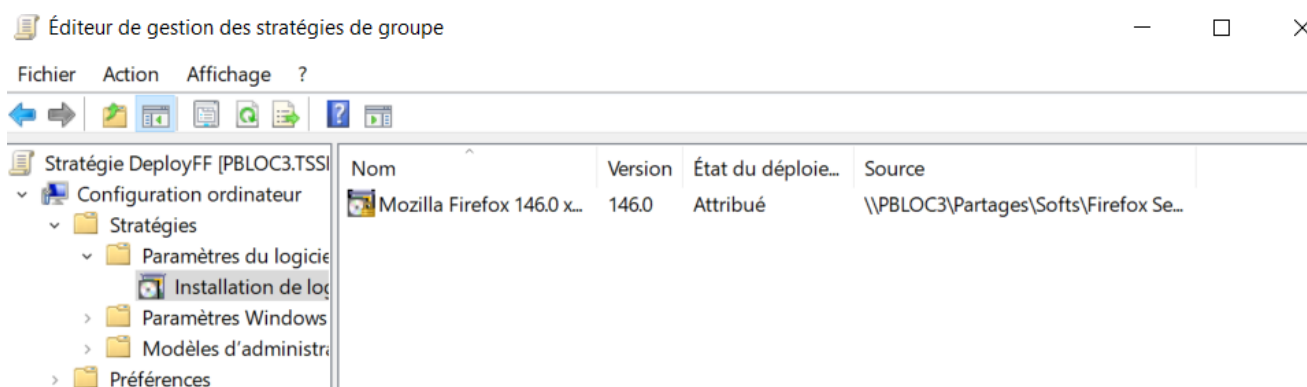 Éditeur de gestion des stratégies de groupe
Fichier Action Affichage ?
Stratégie DeployFF [PBLOC3.TSSI
Nom Version État du déploie... Source
Configuration ordinateur
Mozilla Firefox 146.0 x... 146.0 Attribué \\PBLOC3\Partages\Softs\Firefox Se...
Stratégies
Paramètres du logicie
Installation de log
Paramètres Windows
Modèles d'administra
Préférences